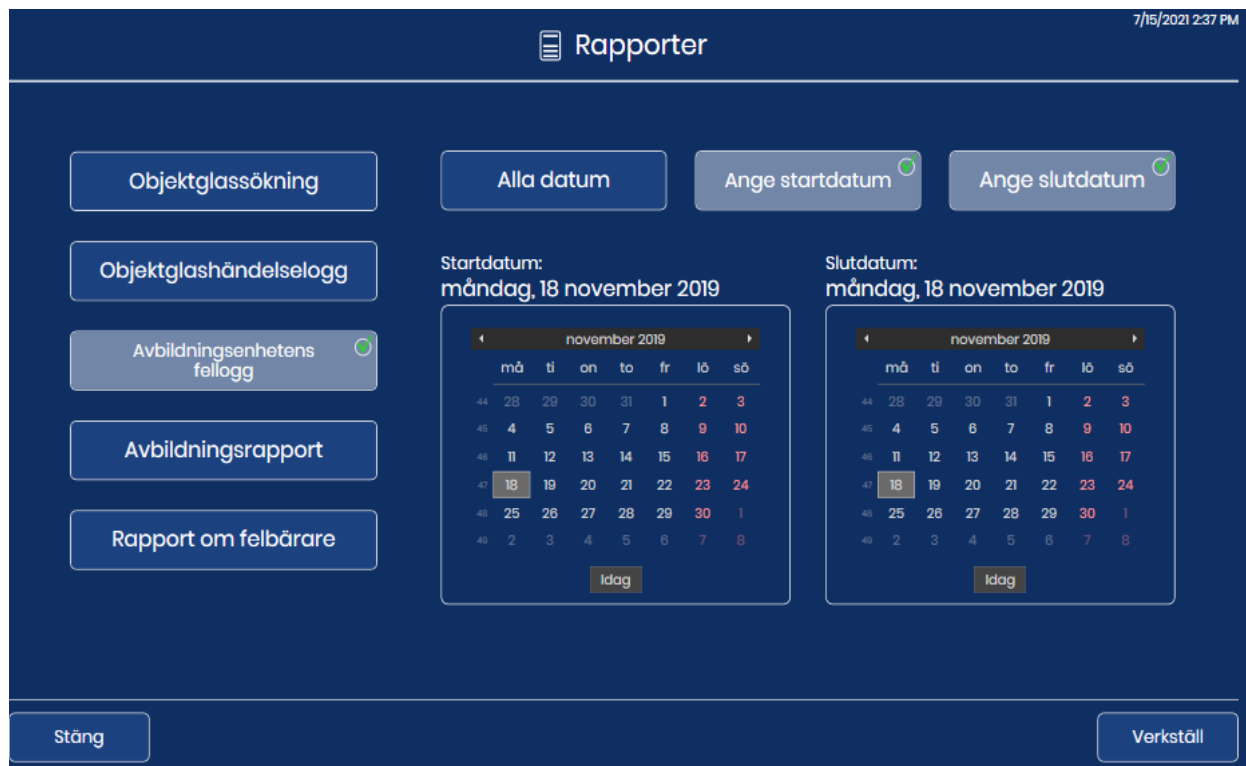 7/15/2021 2:37 PM
Rapporter
Objektglassökning
Alla datum
Ange startdatum
Ange slutdatum
Objektglashändelselogg
Avbildningsenhetens
fellogg
Avbildningsrapport
Rapport om felbärare
Startdatum:
måndag, 18 november 2019
november 2019
må ti on to fr lö sö
44 28 29 30 31 1 2 3
45 4 5 6 7 8 9 10
46 11 12 13 14 15 16 17
47 18 19 20 21 22 23 24
48 25 26 27 28 29 30 1
49 2 3 4 5 6 7 8
Idag
Slutdatum:
måndag, 18 november 2019
november 2019
må ti on to fr lö sö
44 28 29 30 31 1 2 3
45 4 5 6 7 8 9 10
46 11 12 13 14 15 16 17
47 18 19 20 21 22 23 24
48 25 26 27 28 29 30 1
49 2 3 4 5 6 7 8
Idag
Stäng
Verkställ